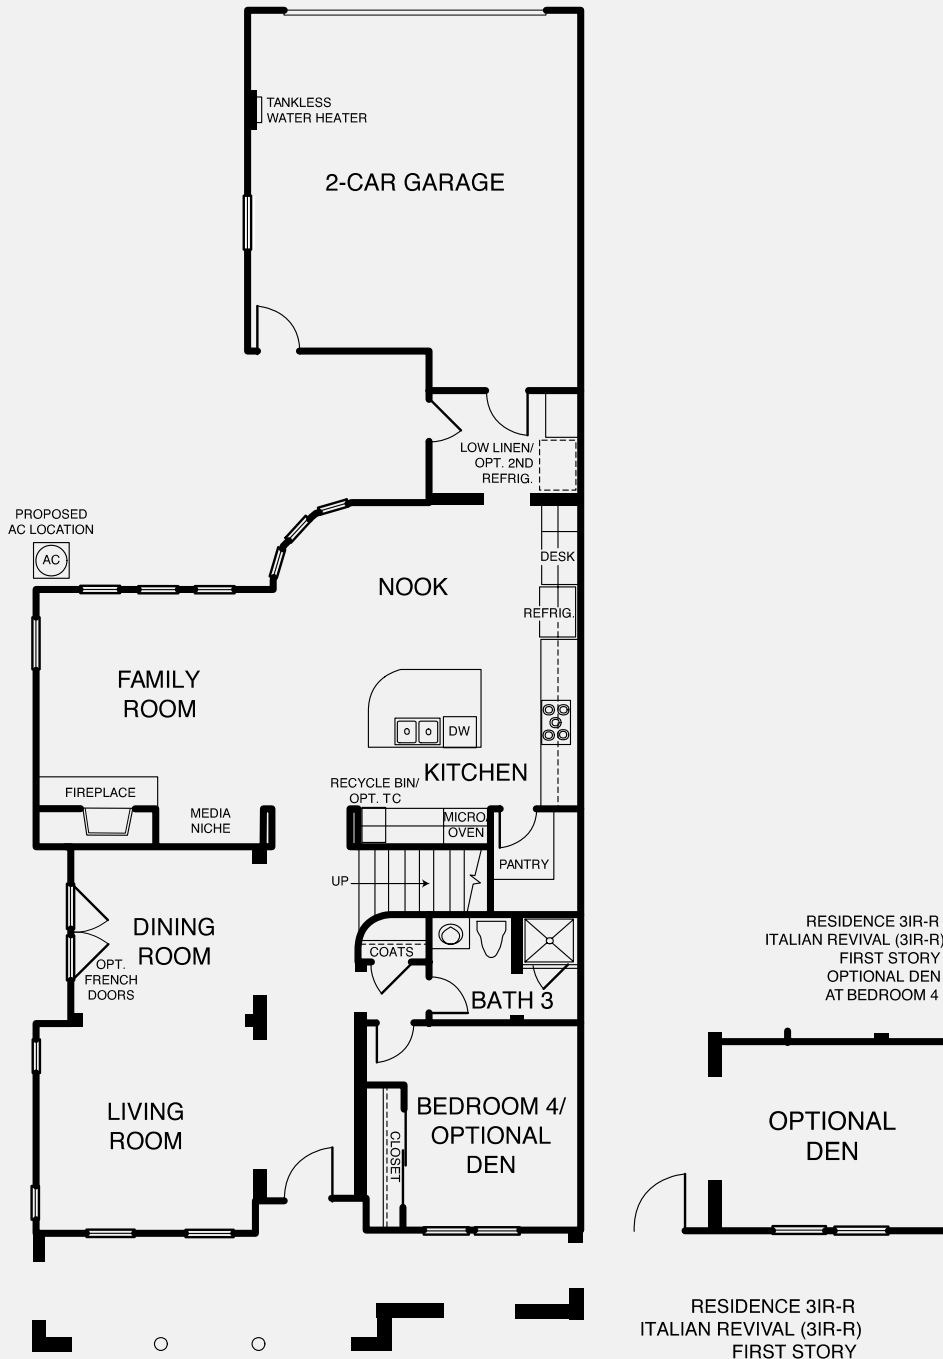 TANKLESS
WATER HEATER
2-CAR GARAGE
LOW LINEN/
OPT. 2ND
REFRIG.
PROPOSED
AC LOCATION
AC
DESK
NOOK
REFRIG.
FAMILY
ROOM
DW
KITCHEN
RECYCLE BIN/
OPT. TC
FIREPLACE
MEDIA
NICHE
MICRO/
OVEN
PANTRY
UP
DINING
ROOM
OPT.
FRENCH
DOORS
COATS
BATH 3
RESIDENCE 3IR-R
ITALIAN REVIVAL (3IR-R)
FIRST STORY
OPTIONAL DEN
AT BEDROOM 4
LIVING
ROOM
CLOSET
BEDROOM 4/
OPTIONAL
DEN
OPTIONAL
DEN
RESIDENCE 3IR-R
ITALIAN REVIVAL (3IR-R)
FIRST STORY